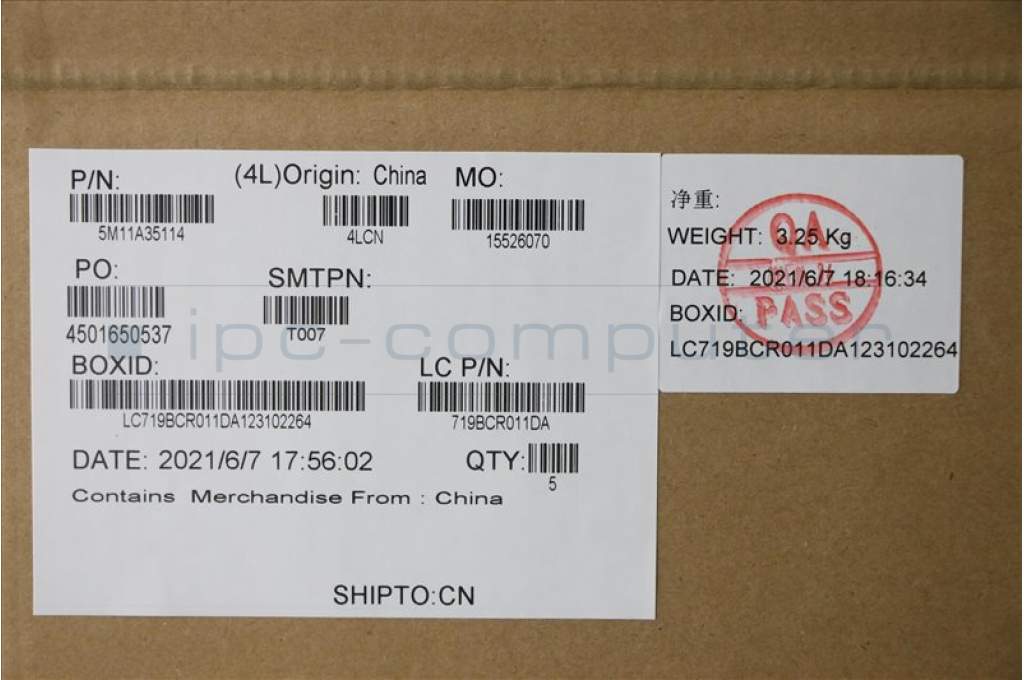 P/N: (4L)Origin: China MO:
5M11A35114 4LCN 15526070
PO: SMTPN:
4501650537 T007
BOXID: LC P/N:
LC719BCR011DA123102264 719BCR011DA
DATE: 2021/6/7 17:56:02 QTY:
5
Contains Merchandise From : China
SHIPTO:CN
净重:
WEIGHT: 3.25 Kg
DATE: 2021/6/7 18:16:34
BOXID:
LC719BCR011DA123102264
QA
PASS
ipc-computer